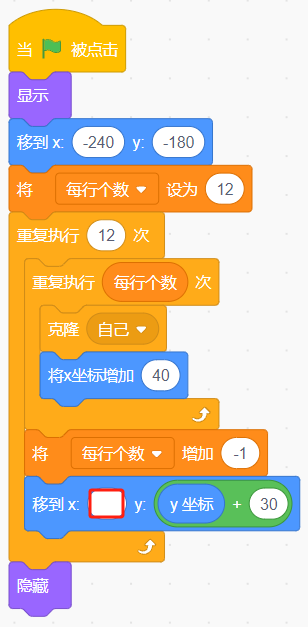 当 被点击
显示
移到 x: -240 y: -180
将 每行个数 设为 12
重复执行 12 次
重复执行 每行个数 次
克隆 自己
将x坐标增加 40
将 每行个数 增加 -1
移到 x: y: y 坐标 + 30
隐藏